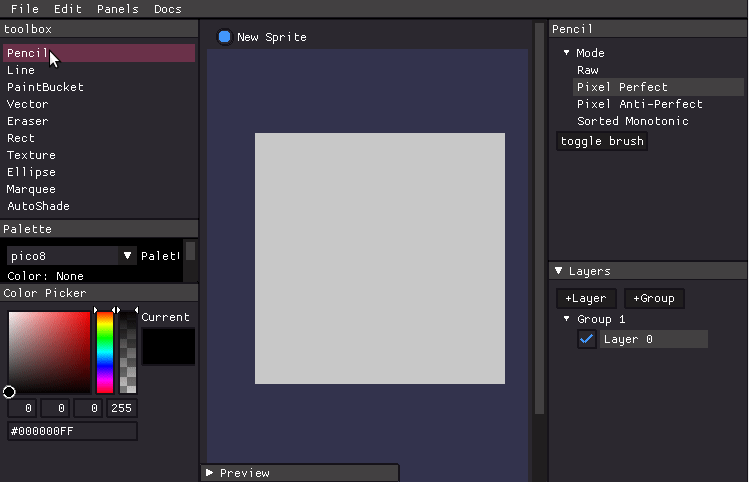 File Edit Panels Docs
toolbox
Pencil
Line
PaintBucket
Vector
Eraser
Rect
Texture
Ellipse
Marquee
AutoShade
Palette
pico8
Color: None
Color Picker
Current
0 0 0 255
#000000FF
New Sprite
Preview
Pencil
Mode
Raw
Pixel Perfect
Pixel Anti-Perfect
Sorted Monotonic
toggle brush
Layers
+Layer +Group
Group 1
Layer 0